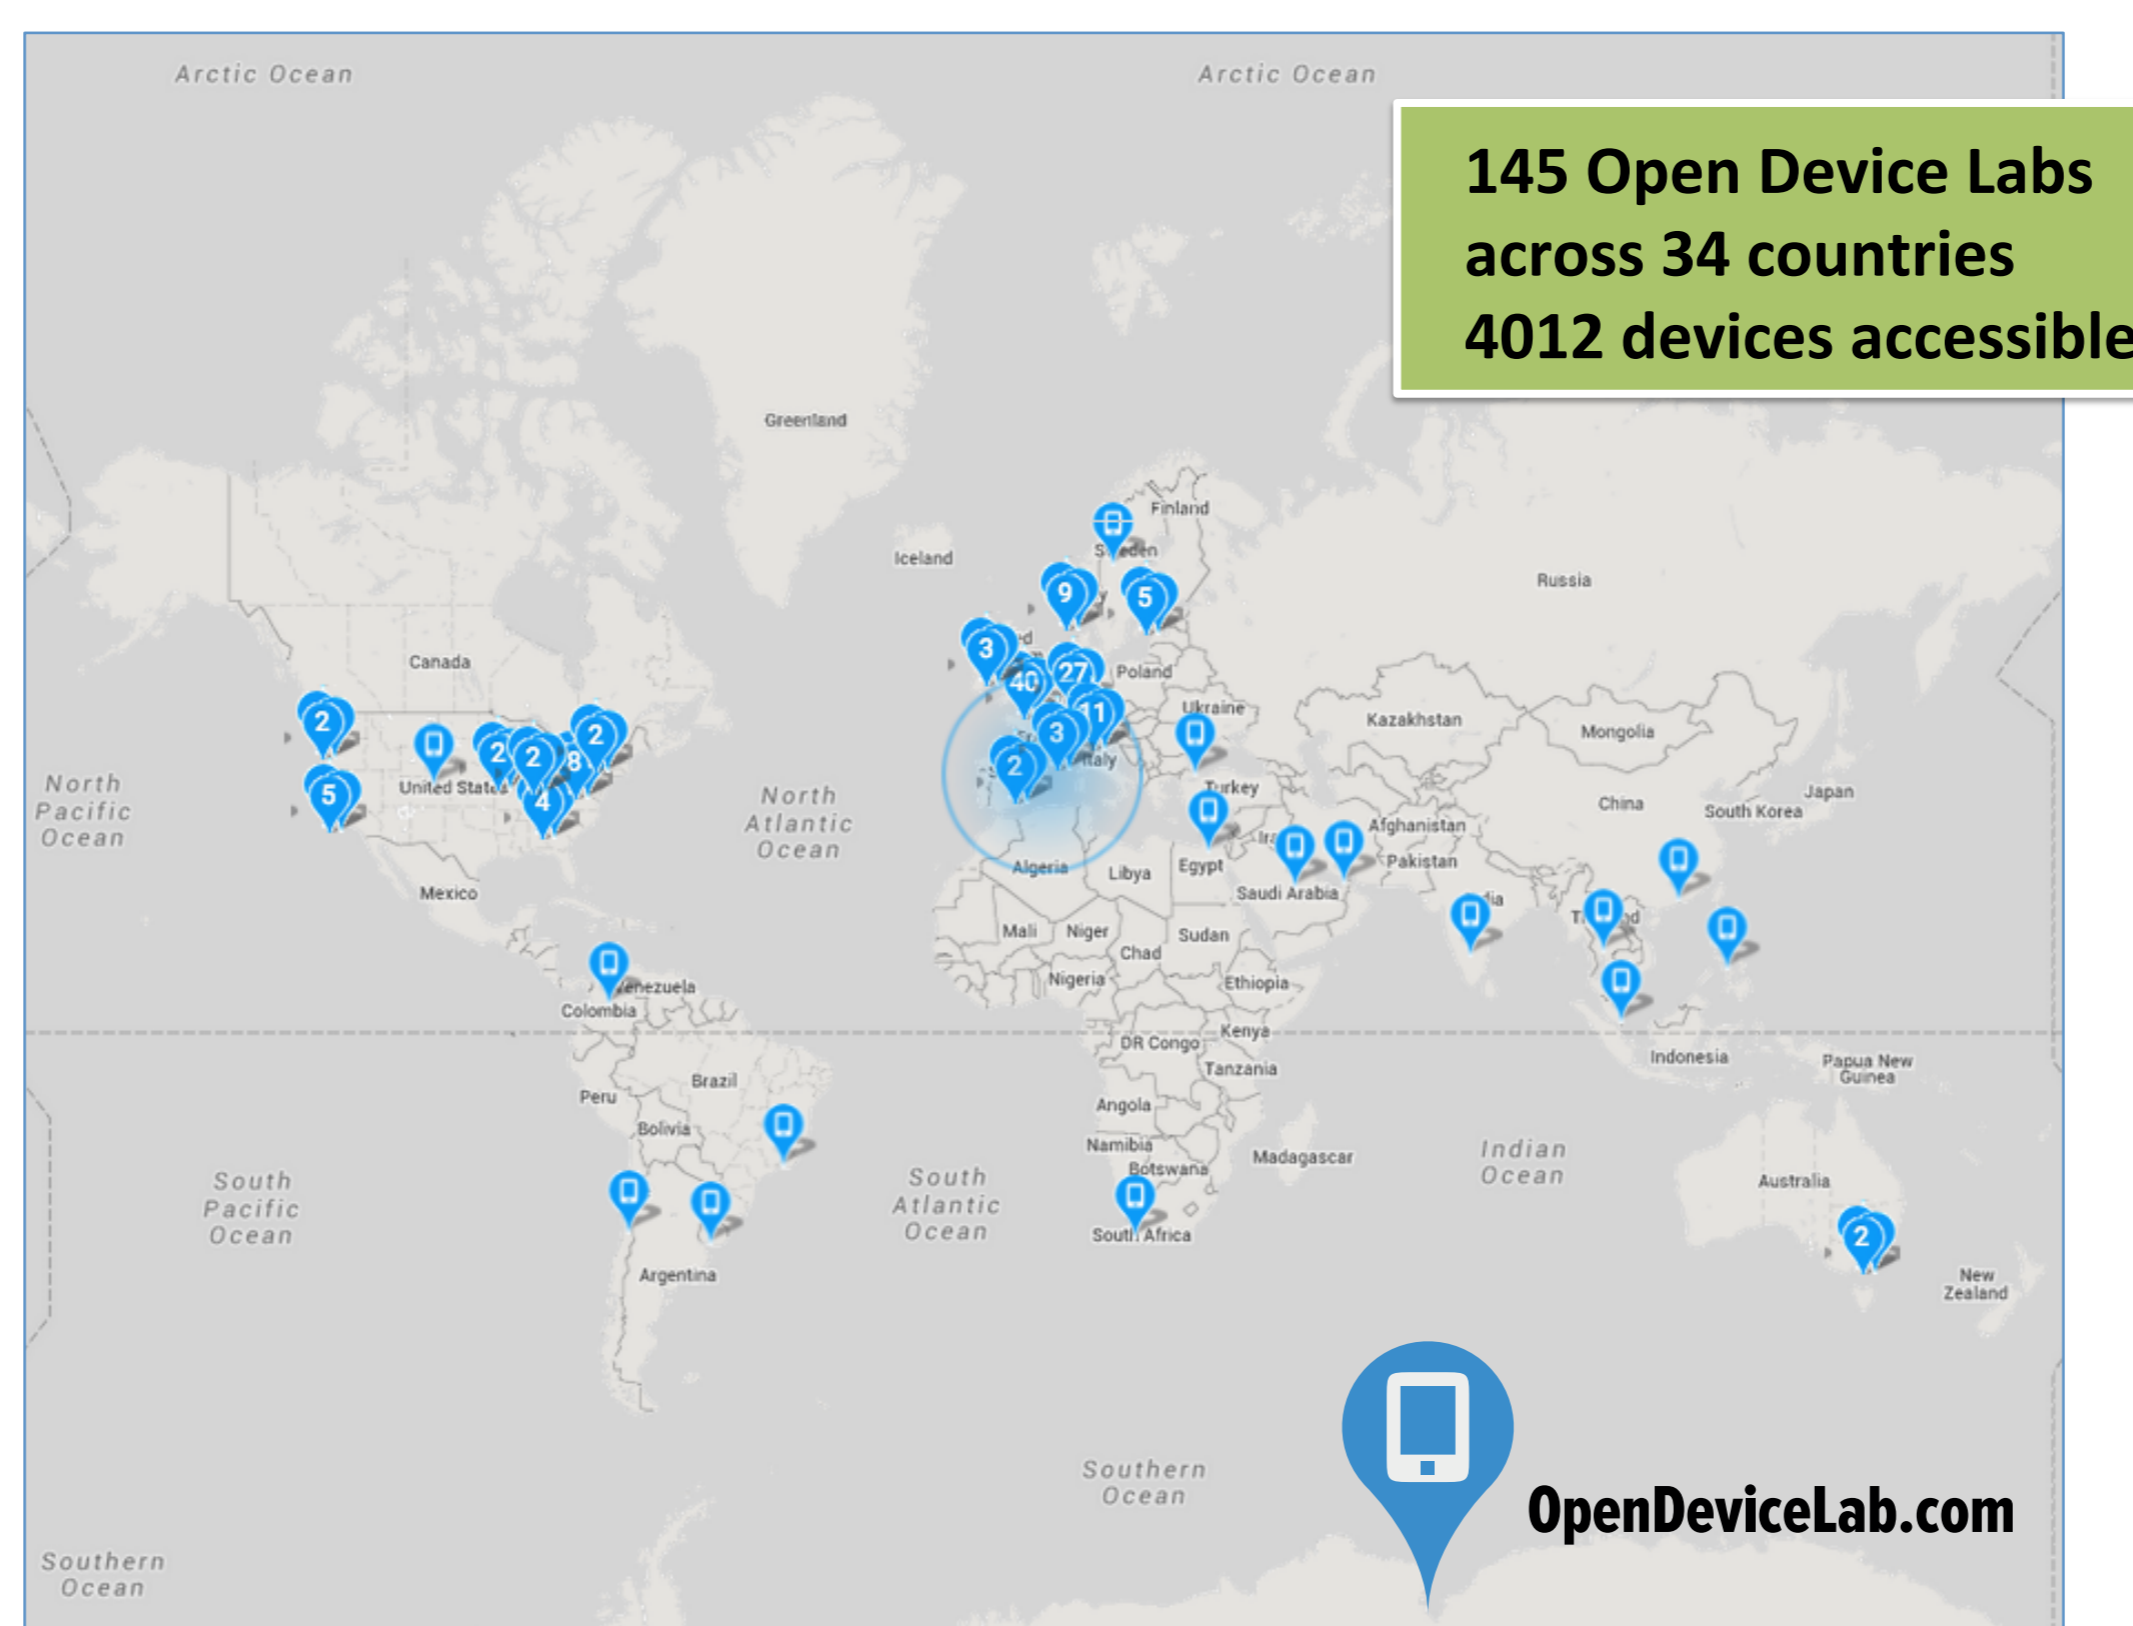 Arctic Ocean
Arctic Ocean
145 Open Device Labs
across 34 countries
4012 devices accessible
Greenland
Finland
Iceland
Russia
9
5
3
Canada
40
27
Poland
2
11
Ukraine
Kazakhstan
Mongolia
2
2
2
8
3
Italy
2
United States
5
4
North
Pacific
Ocean
North
Atlantic
Ocean
Turkey
China
Japan
South Korea
Afghanistan
Algeria
Libya
Egypt
Pakistan
Saudi Arabia
Mexico
Mali
Niger
Chad
Sudan
Nigeria
Ethiopia
Venezuela
Colombia
DR Congo
Kenya
Tanzania
Indonesia
Papua New
Guinea
Peru
Brazil
Bolivia
Angola
Namibia
Botswana
Madagascar
Indian
Ocean
South
Pacific
Ocean
South
Atlantic
Ocean
Australia
South Africa
2
Argentina
New
Zealand
Southern
Ocean
OpenDeviceLab.com
Southern
Ocean